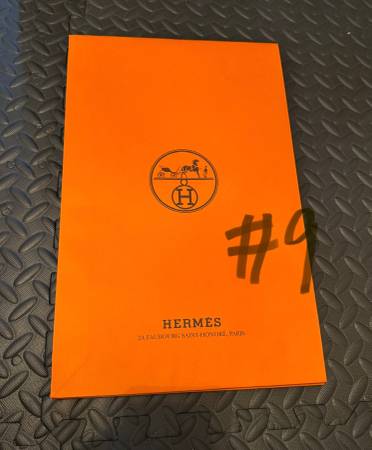 H
#9
HERMÈS
24, FAUBOURG SAINT-HONORÉ, PARIS